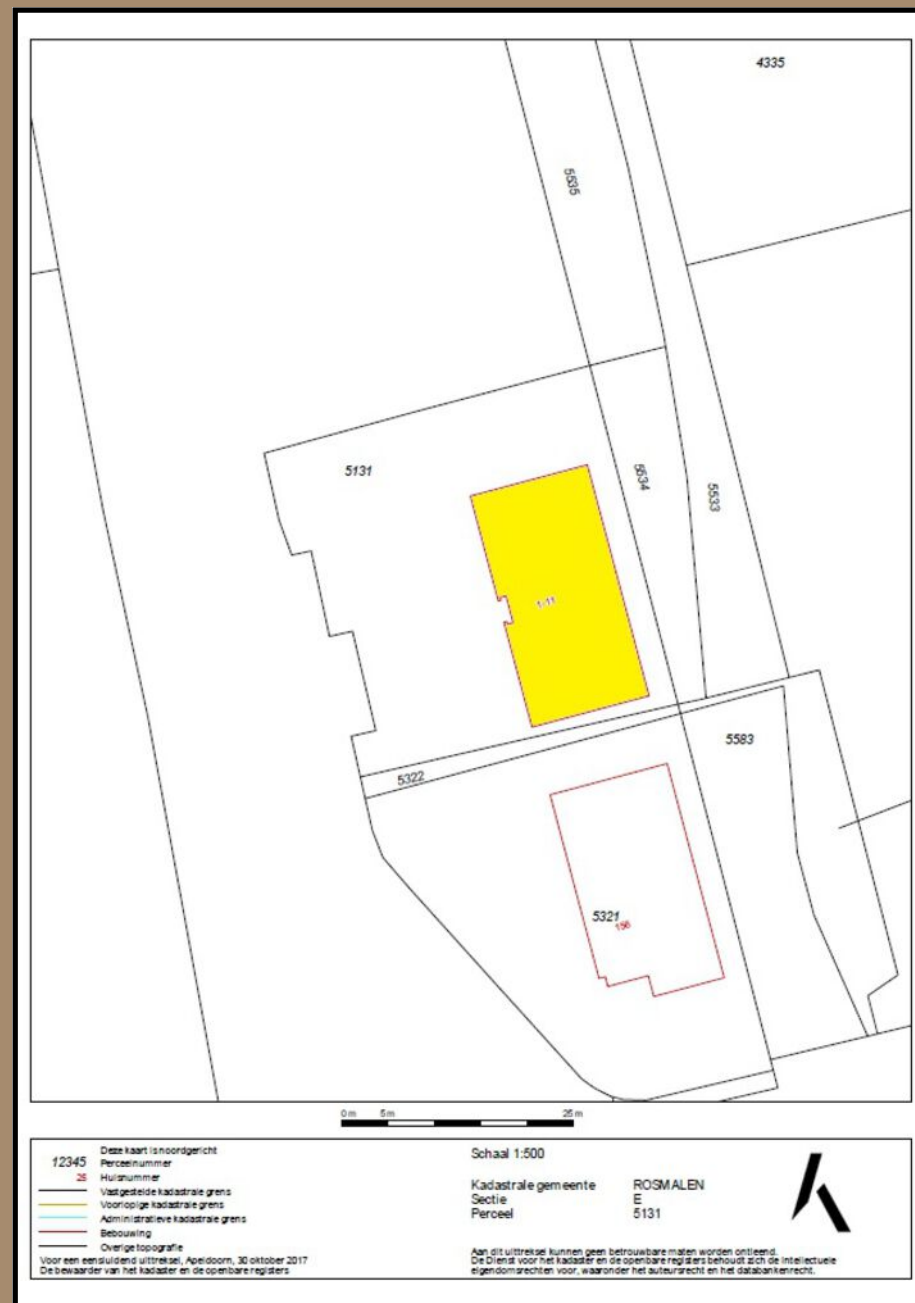 4335
5535
5131
5534
5533
1-11
5583
5322
5321
156
0 m 5 m 25 m
Deze kaart is noordgericht
12345 Perceelnummer
25 Huisnummer
Vastgestelde kadastrale grens
Voorlopige kadastrale grens
Administratieve kadastrale grens
Bebouwing
Overige topografie
Voor een eensluidend uittreksel, Apeldoorn, 30 oktober 2017
De bewaarder van het kadaster en de openbare registers
Schaal 1:500
Kadastrale gemeente ROSMALEN
Sectie E
Perceel 5131
Aan dit uittreksel kunnen geen betrouwbare maten worden ontleend.
De Dienst voor het kadaster en de openbare registers behoudt zich de intellectuele
eigendomsrechten voor, waaronder het auteursrecht en het databankenrecht.